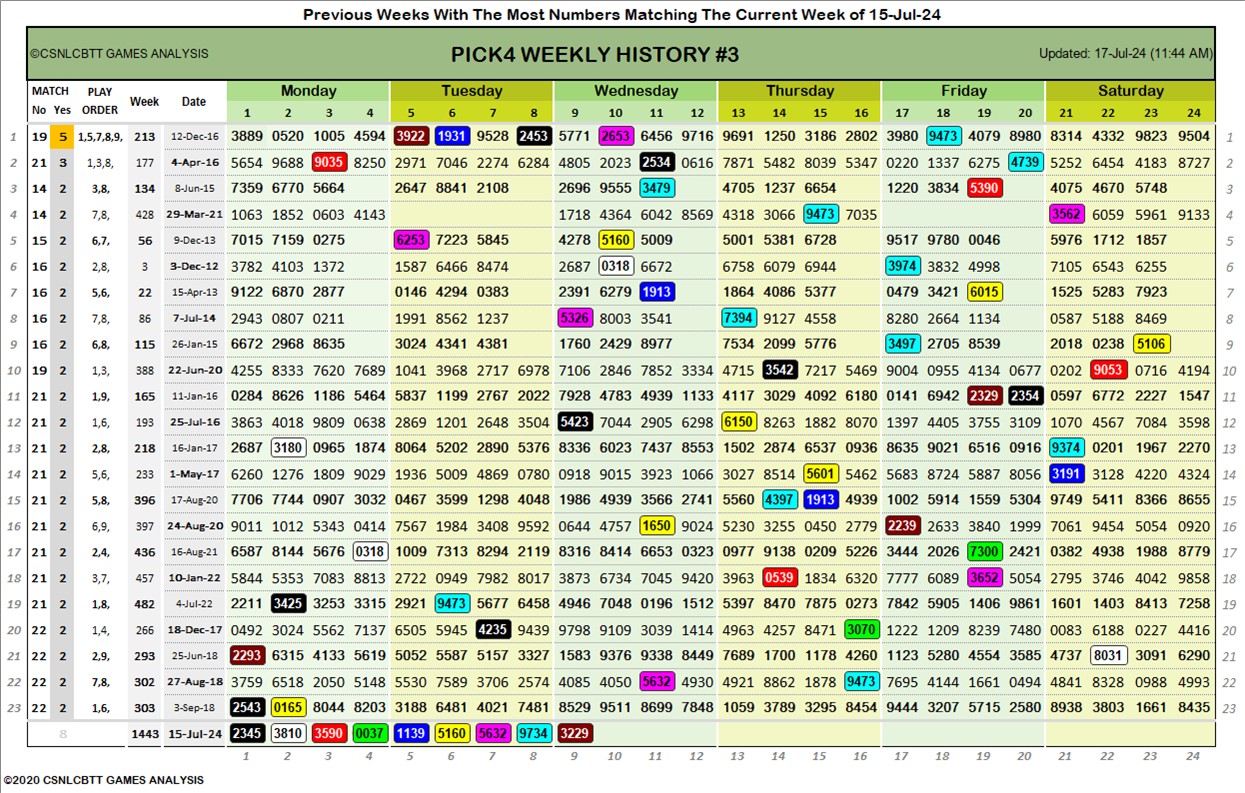 Previous Weeks With The Most Numbers Matching The Current Week of 15-Jul-24
©CSNLCBTT GAMES ANALYSIS PICK4 WEEKLY HISTORY #3 Updated: 17-Jul-24 (11:44 AM)
MATCH PLAY Week Date Monday Tuesday Wednesday Thursday Friday Saturday
No Yes ORDER 1 2 3 4 5 6 7 8 9 10 11 12 13 14 15 16 17 18 19 20 21 22 23 24
1 19 5 1,5,7,8,9, 213 12-Dec-16 3889 0520 1005 4594 3922 1931 9528 2453 5771 2653 6456 9716 9691 1250 3186 2802 3980 9473 4079 8980 8314 4332 9833 9504 1
2 21 3 1,3,8, 177 4-Apr-16 5654 9688 9035 8250 2971 7046 2274 6284 4805 2023 2534 0616 7871 5482 8039 5347 0220 1337 6275 4739 5252 6454 4183 8727 2
3 14 2 3,8, 134 8-Jun-15 7359 6770 5664 2647 8841 2108 2696 9555 3479 4705 1237 6654 1220 3834 5390 4075 4670 5748 3
4 14 2 7,8, 428 29-Mar-21 1063 1852 0603 4143 1718 4364 6042 8569 4318 3066 9473 7035 3562 6059 5961 9133 4
5 15 2 6,7, 56 9-Dec-13 7015 7159 0275 6253 7223 5845 4278 5160 5009 5001 5381 6728 9517 9780 0046 5976 1712 1857 5
6 16 2 2,8, 3 3-Dec-12 3782 4103 1372 1587 6466 8474 2687 0318 6672 6758 6079 6944 3974 3832 4998 7105 6543 6255 6
7 16 2 5,6, 22 15-Apr-13 9122 6870 2877 0146 4294 0383 2391 6279 1913 1864 4086 5377 0479 3421 6015 1525 5283 7923 7
8 16 2 7,8, 86 7-Jul-14 2943 0807 0211 1991 8562 1237 5326 8003 3541 7394 9127 4558 8280 2664 1134 0587 5188 8469 8
9 16 2 6,8, 115 26-Jan-15 6672 2968 8635 3024 4341 4381 1760 2429 8977 7534 2099 5776 3497 2705 8539 2018 0238 5106 9
10 19 2 1,3, 388 22-Jun-20 4255 8333 7620 7689 1041 3968 2717 6978 7106 2846 7852 3334 4715 3542 7217 5469 9004 0955 4134 0677 0202 9053 0716 4194 10
11 21 2 1,9, 165 11-Jan-16 0284 8626 1186 5464 5837 1199 2767 2022 7928 4783 4939 1133 4117 3029 4092 6180 0141 6942 2329 2354 0597 6772 2227 1547 11
12 21 2 1,6, 193 25-Jul-16 3863 4018 9809 0638 2869 1201 2648 3504 5423 7044 2905 6298 6150 8263 1882 8070 1397 4405 3755 3109 1070 4567 7084 3598 12
13 21 2 2,8, 218 16-Jan-17 2687 3180 0965 1874 8064 5202 2890 5376 8336 6023 7437 8553 1502 2874 6537 0936 8635 9021 6516 0916 9374 0201 1967 2270 13
14 21 2 5,6, 233 1-May-17 6260 1276 1809 3168 1936 5009 4869 0780 0918 9015 3923 1066 3027 8514 5601 5462 5683 8724 5887 8056 3191 3128 4220 4324 14
15 21 2 5,8, 396 17-Aug-20 7706 7744 0907 3032 0467 3599 1298 4048 1986 4939 3566 2741 5560 4397 1913 4939 1002 5914 1559 5304 9749 5411 8366 8655 15
16 21 2 6,9, 397 24-Aug-20 9011 1012 5343 0414 7567 1984 3408 9592 0644 4757 1650 9024 5230 3255 0450 2779 2239 2633 3840 1999 7061 9454 5054 0920 16
17 21 2 2,4, 436 16-Aug-21 6587 8144 5676 0318 1009 7313 8294 2119 8316 8414 6653 0323 0977 9138 0209 5226 3444 2026 7300 2421 0382 4938 1988 8779 17
18 21 2 3,7, 457 10-Jan-22 5844 5353 7083 8813 2722 0949 7982 8017 3873 6734 7045 9420 3963 0539 1834 6320 7777 6089 3652 5054 2795 3746 4042 9858 18
19 21 2 1,8, 482 4-Jul-22 2211 3425 3253 3315 2921 9473 5677 6458 4946 7048 0196 1512 5397 8470 7875 0273 7842 5905 1406 9861 1601 1403 8413 7258 19
20 22 2 1,4, 266 18-Dec-17 0492 3024 5562 7137 6505 5945 4235 9439 9798 9109 3039 1414 4963 4257 8471 3070 1222 1209 8239 7480 0083 6188 0227 4416 20
21 22 2 2,9, 293 25-Jun-18 2293 6315 4133 5619 5052 5587 5157 3327 1583 9376 9338 8449 7689 1700 1178 4260 1123 5630 4554 3585 4737 8031 3091 6290 21
22 22 2 7,8, 302 27-Aug-18 3759 6518 2050 5148 5530 7589 3706 2574 4085 4050 5632 4930 4921 8862 1878 9473 7695 4144 1661 0694 4841 8328 0988 4993 22
23 22 2 1,6, 303 3-Sep-18 2543 0165 8044 8203 3188 6481 4021 7481 8529 9511 8699 7848 1059 3789 3295 8454 9444 3207 5715 2580 8938 3803 1661 8435 23
8 1443 15-Jul-24 2345 3810 3590 0037 1139 5160 5632 9734 3229
1 2 3 4 5 6 7 8 9 10 11 12 13 14 15 16 17 18 19 20 21 22 23 24
©2020 CSNLCBTT GAMES ANALYSIS